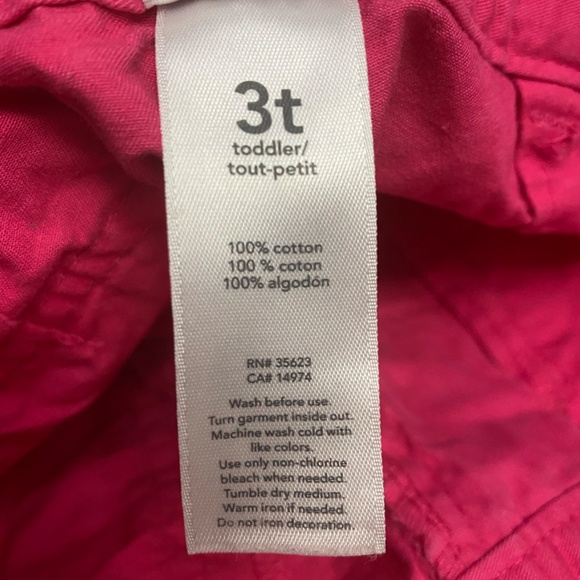 3t
toddler/
tout-petit
100% cotton
100 % coton
100% algodón
RN# 35623
CA# 14974
Wash before use.
Turn garment inside out.
Machine wash cold with
like colors.
Use only non-chlorine
bleach when needed.
Tumble dry medium.
Warm iron if needed.
Do not iron decoration.